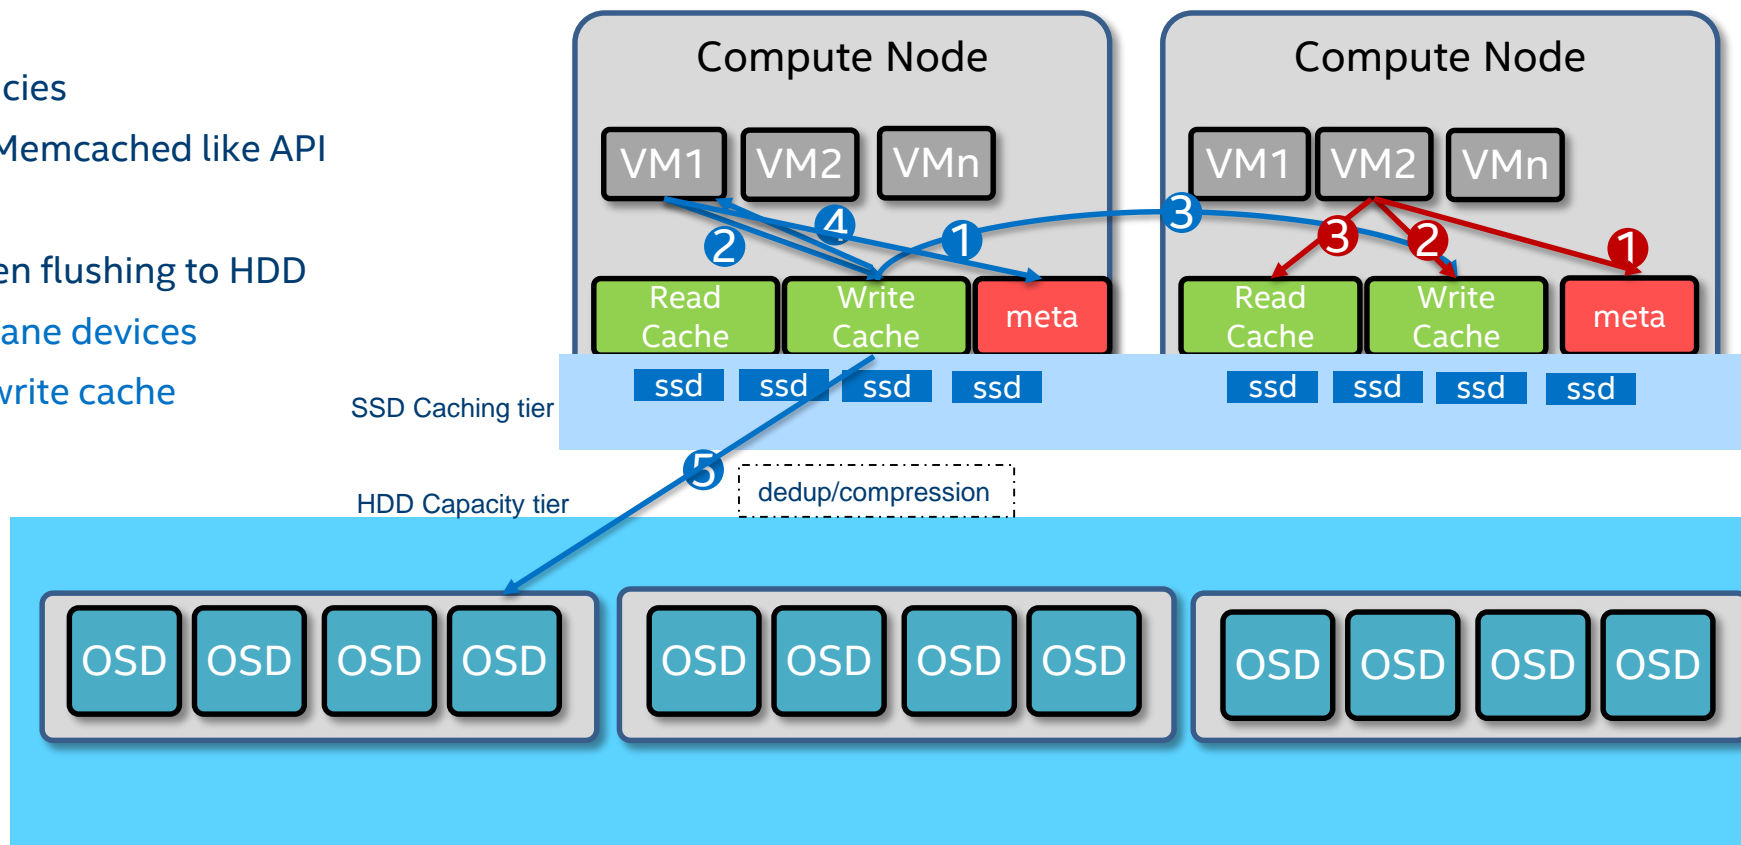 cies
Memcached like API
en flushing to HDD
ane devices
write cache
Compute Node
VM1 VM2 VMn
2 4 1 3
Read Cache
Write Cache
meta
ssd ssd ssd ssd
Compute Node
VM1 VM2 VMn
3 2 1
Read Cache
Write Cache
meta
ssd ssd ssd ssd
SSD Caching tier
5
dedup/compression
HDD Capacity tier
OSD OSD OSD OSD
OSD OSD OSD OSD
OSD OSD OSD OSD